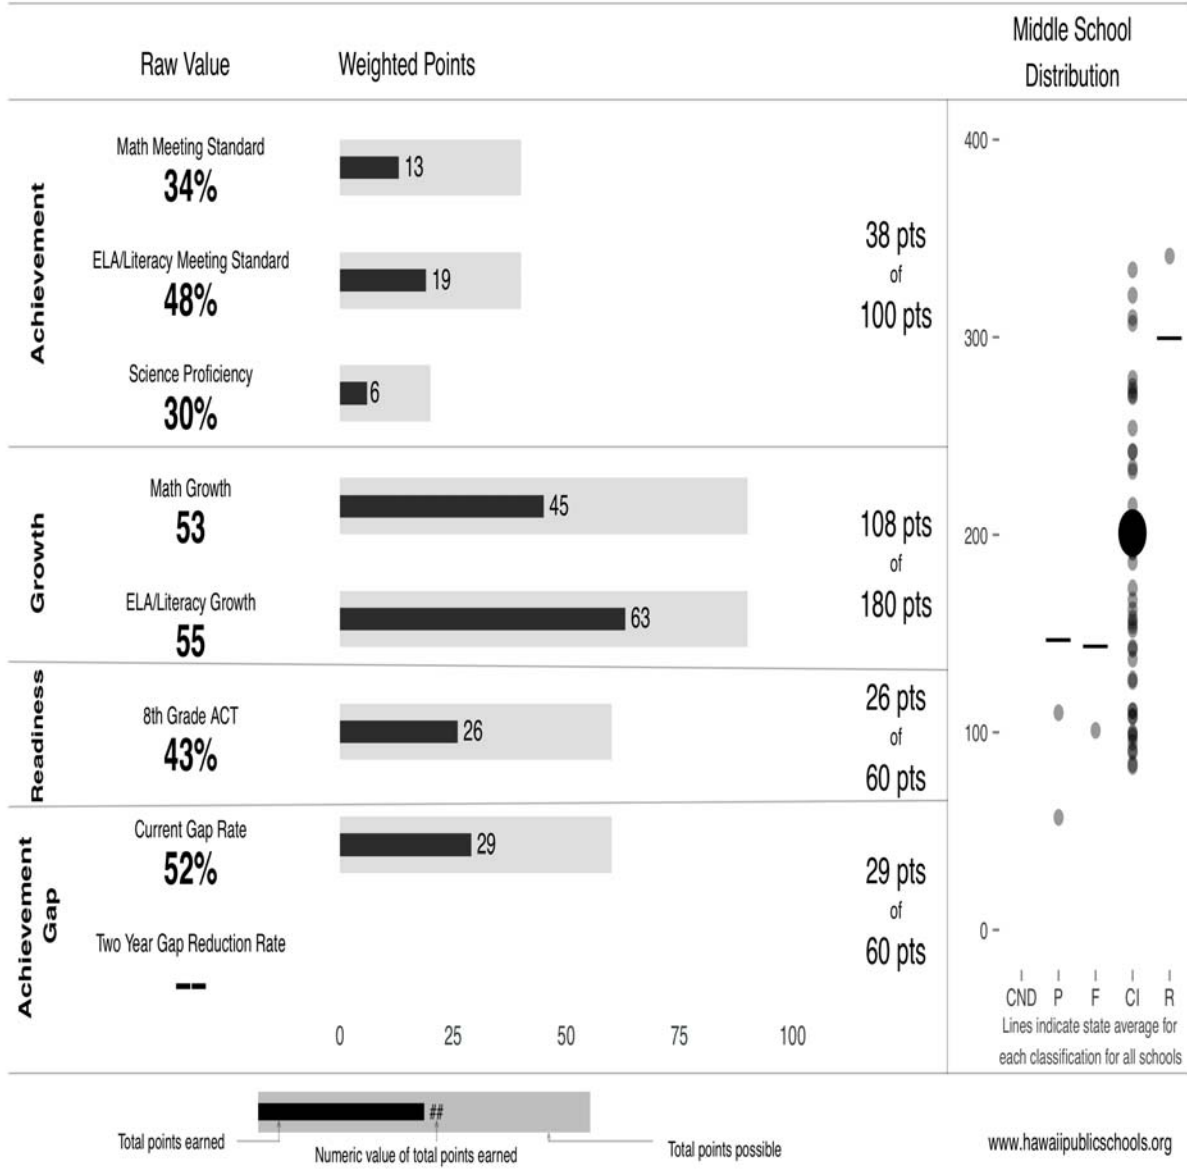 Raw Value
Weighted Points
Middle School
Distribution
Achievement
Math Meeting Standard
34%
13
ELA/Literacy Meeting Standard
48%
19
Science Proficiency
30%
6
38 pts
of
100 pts
Growth
Math Growth
53
45
ELA/Literacy Growth
55
63
108 pts
of
180 pts
Readiness
8th Grade ACT
43%
26
26 pts
of
60 pts
Achievement
Gap
Current Gap Rate
52%
29
Two Year Gap Reduction Rate
--
29 pts
of
60 pts
0 25 50 75 100
400
300
200
100
0
CND P F CI R
Lines indicate state average for
each classification for all schools
##
Total points earned
Numeric value of total points earned
Total points possible
www.hawaiipublicschools.org